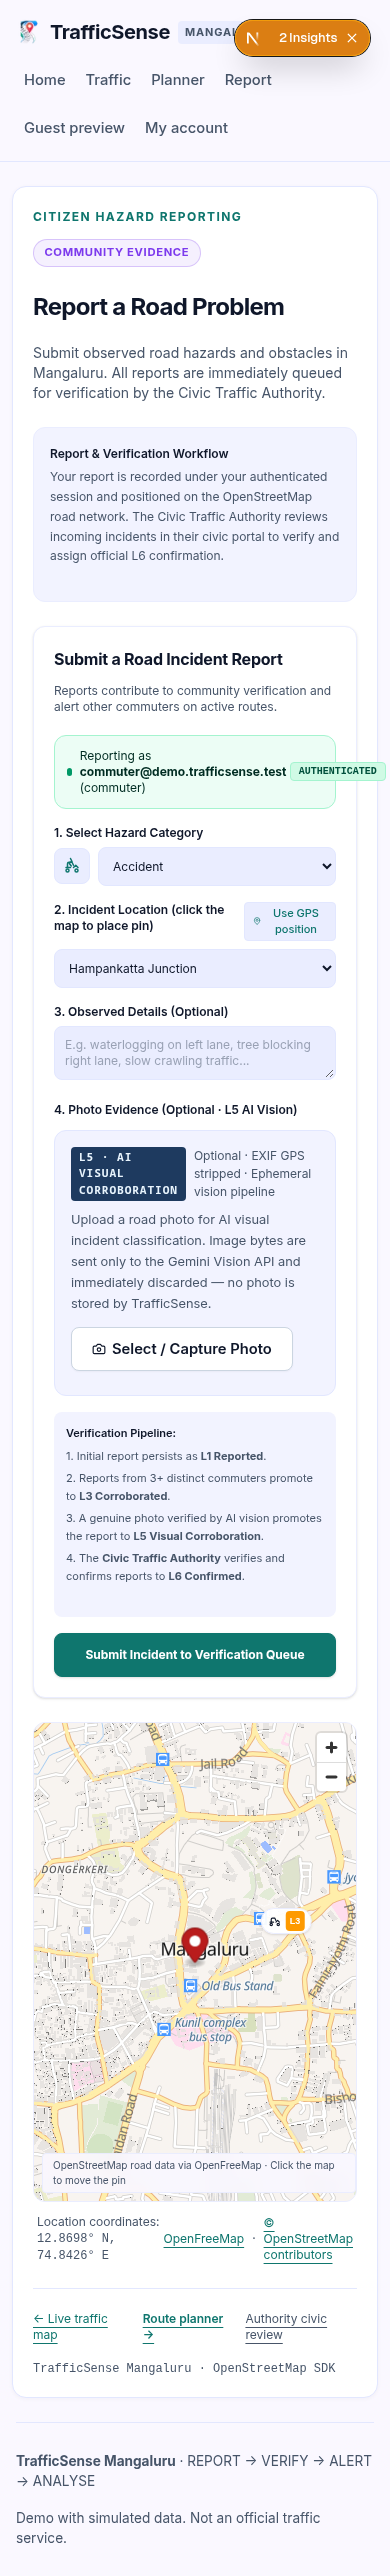 TrafficSense
2 Insights
Home Traffic Planner Report
Guest preview My account
CITIZEN HAZARD REPORTING
COMMUNITY EVIDENCE
Report a Road Problem
Submit observed road hazards and obstacles in
Mangaluru. All reports are immediately queued
for verification by the Civic Traffic Authority.
Report & Verification Workflow
Your report is recorded under your authenticated
session and positioned on the OpenStreetMap
road network. The Civic Traffic Authority reviews
incoming incidents in their civic portal to verify and
assign official L6 confirmation.
Submit a Road Incident Report
Reports contribute to community verification and
alert other commuters on active routes.
Reporting as
commuter@demo.trafficsense.test
(commuter)
AUTHENTICATED
1. Select Hazard Category
Accident
2. Incident Location (click the
map to place pin)
Use GPS
position
Hampankatta Junction
3. Observed Details (Optional)
E.g. waterlogging on left lane, tree blocking
right lane, slow crawling traffic...
4. Photo Evidence (Optional · L5 AI Vision)
L5 · AI
VISUAL
CORROBORATION
Optional · EXIF GPS
stripped · Ephemeral
vision pipeline
Upload a road photo for AI visual
incident classification. Image bytes are
sent only to the Gemini Vision API and
immediately discarded — no photo is
stored by TrafficSense.
Select / Capture Photo
Verification Pipeline:
1. Initial report persists as L1 Reported.
2. Reports from 3+ distinct commuters promote
to L3 Corroborated.
3. A genuine photo verified by AI vision promotes
the report to L5 Visual Corroboration.
4. The Civic Traffic Authority verifies and
confirms reports to L6 Confirmed.
Submit Incident to Verification Queue
oad
Jail Road
DONGERKERI
Jyo
L3
Falnir-Jyothi Road
Old Bus Stand
Kunil complex
bus stop
Bisho
idan Road
OpenStreetMap road data via OpenFreeMap · Click the map
to move the pin
Location coordinates:
12.8698° N,
74.8426° E
OpenFreeMap ·
©
OpenStreetMap
contributors
← Live traffic
map
Route planner
→
Authority civic
review
TrafficSense Mangaluru · OpenStreetMap SDK
TrafficSense Mangaluru · REPORT → VERIFY → ALERT
→ ANALYSE
Demo with simulated data. Not an official traffic
service.